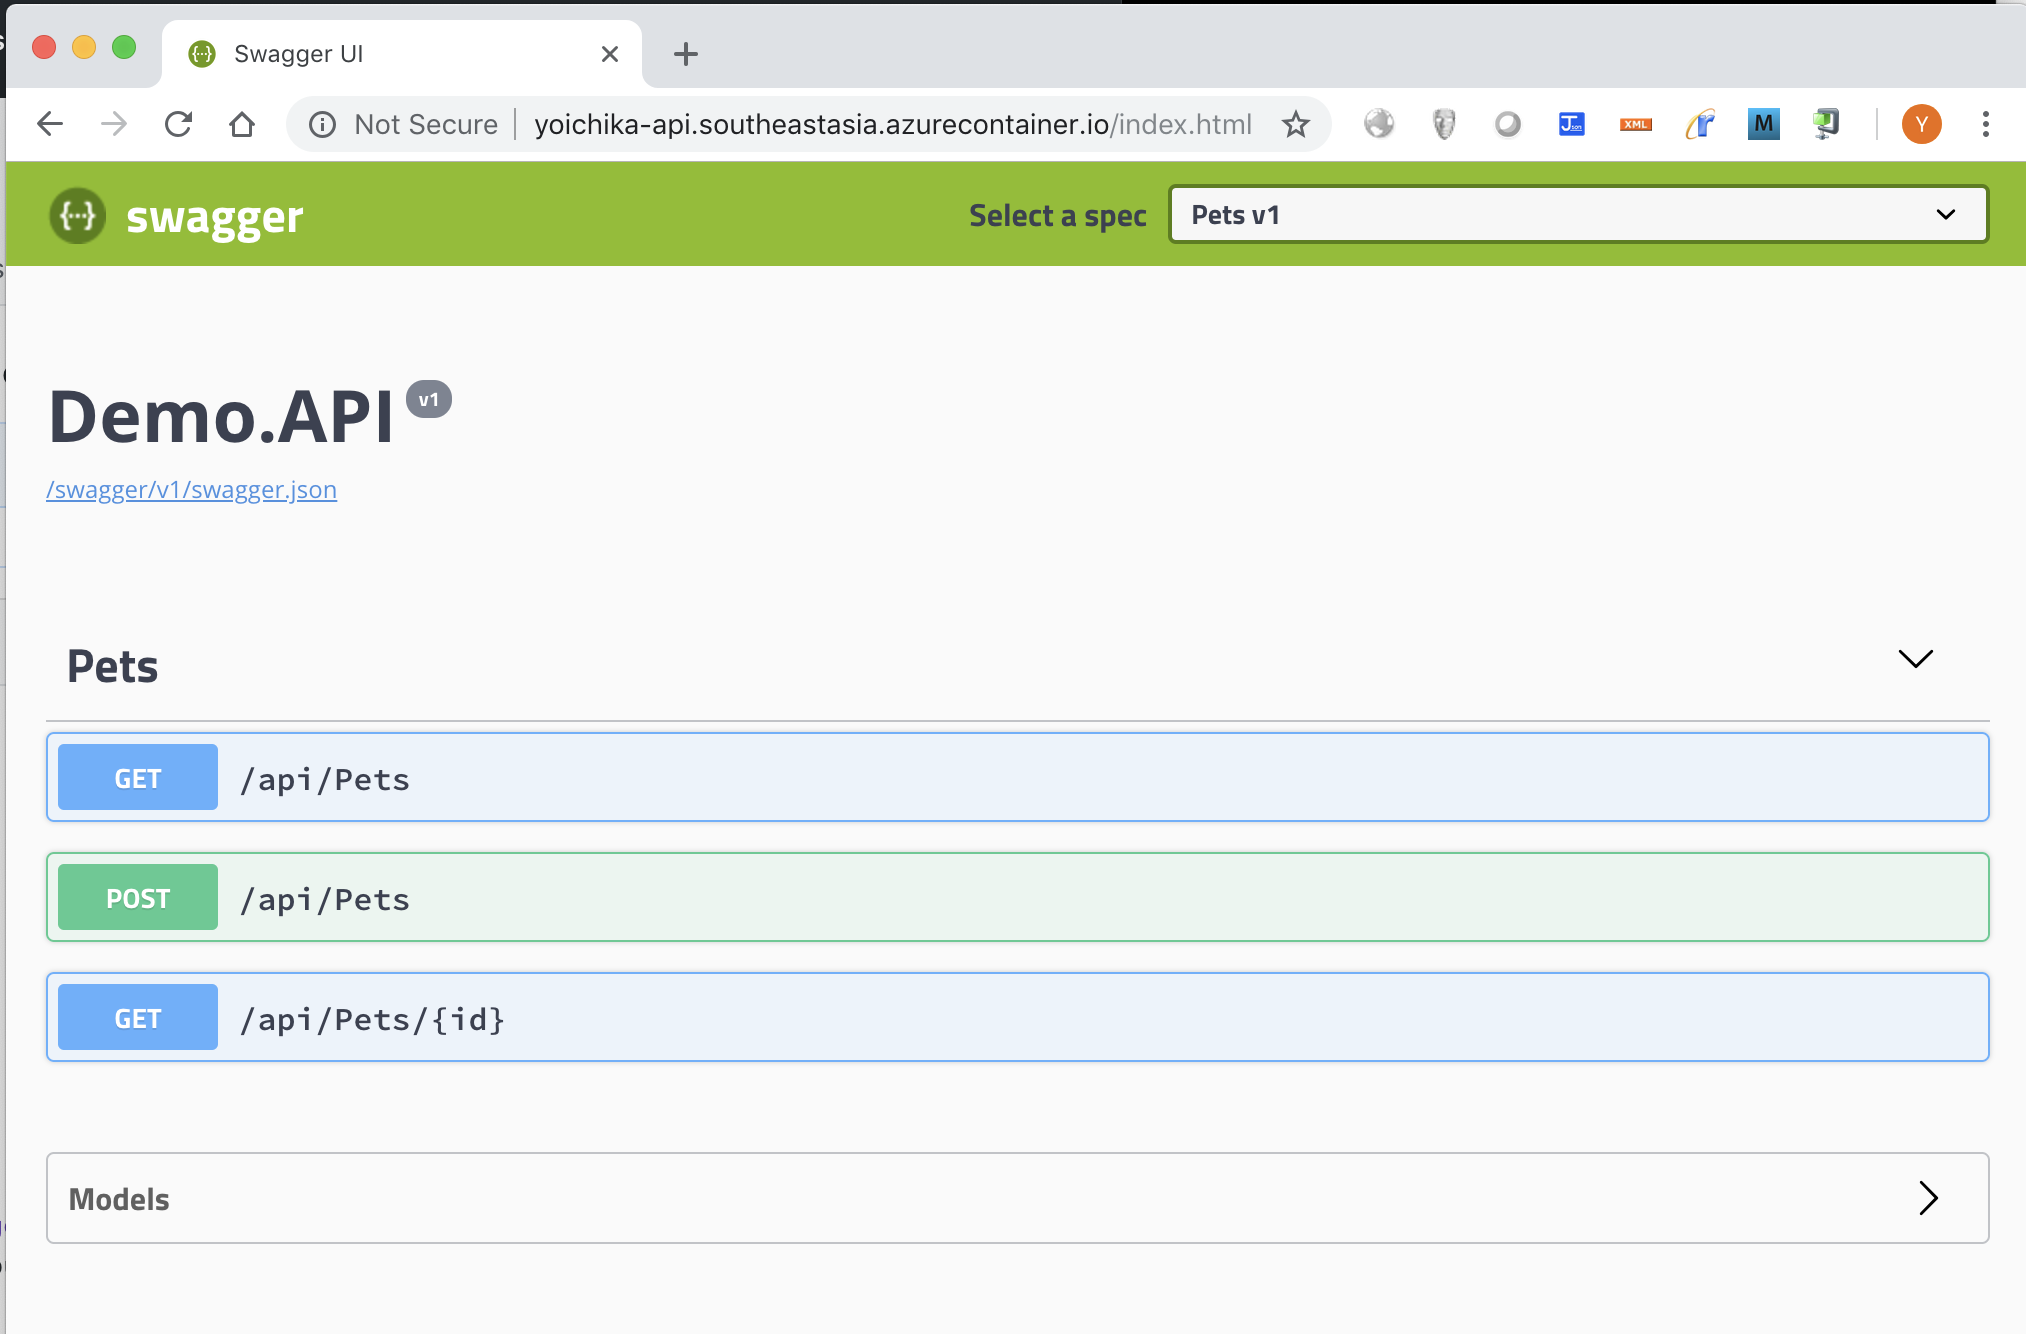 Swagger UI
Not Secure yoichika-api.southeastasia.azurecontainer.io/index.html
J son
XML
r
M
Y
{···} swagger
Select a spec
Pets v1
Demo.API v1
/swagger/v1/swagger.json
Pets
GET /api/Pets
POST /api/Pets
GET /api/Pets/{id}
Models